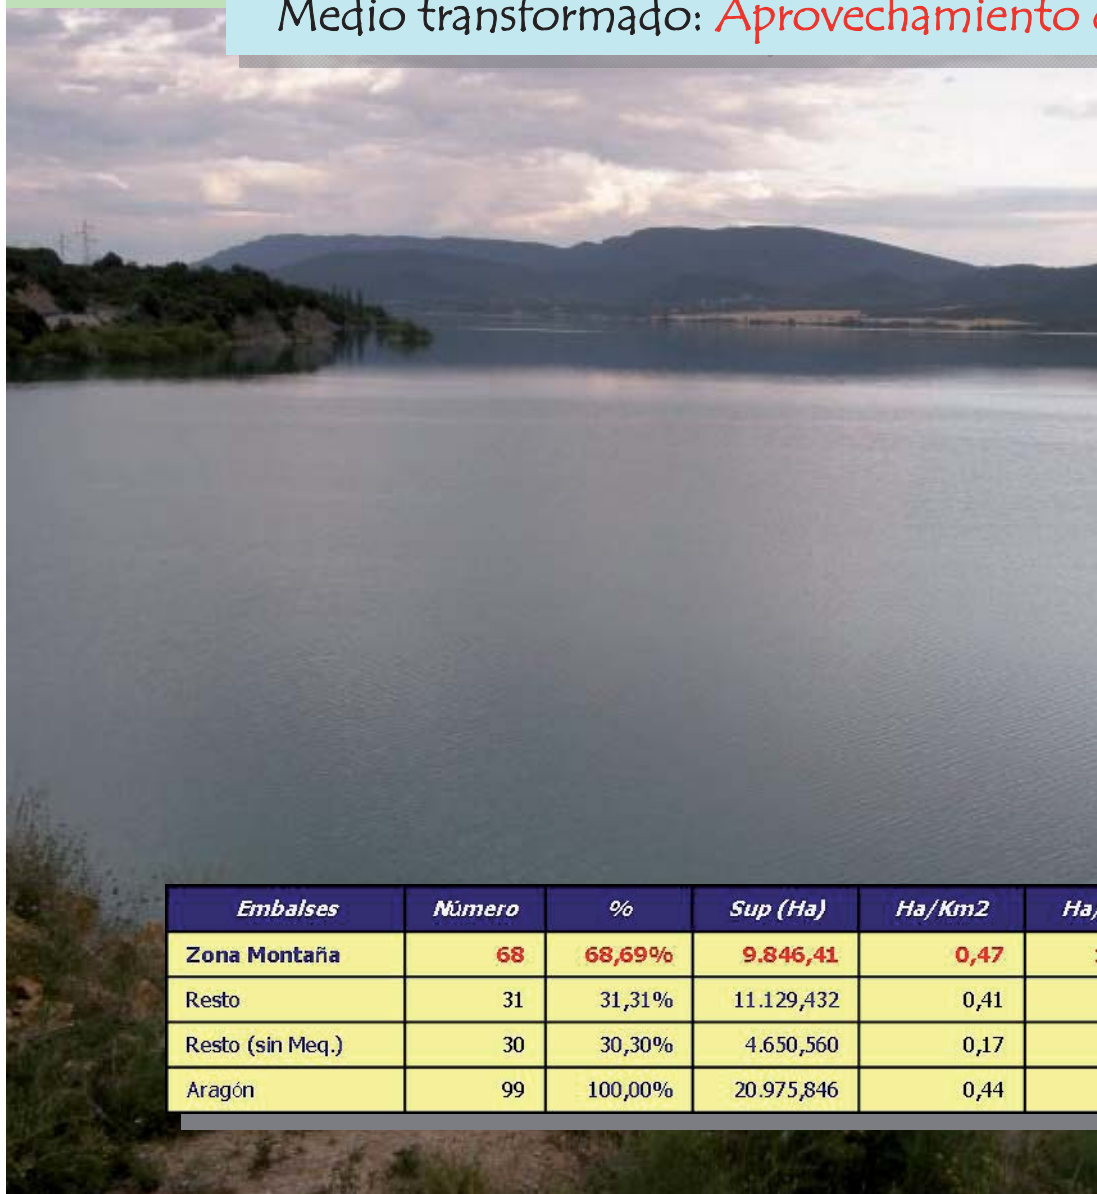 Medio transformado: Aprovechamiento
Embalses Número % Sup (Ha) Ha/Km2 Ha/
Zona Montaña 68 68,69% 9.846,41 0,47
Resto 31 31,31% 11.129,432 0,41
Resto (sin Meq.) 30 30,30% 4.650,560 0,17
Aragón 99 100,00% 20.975,846 0,44